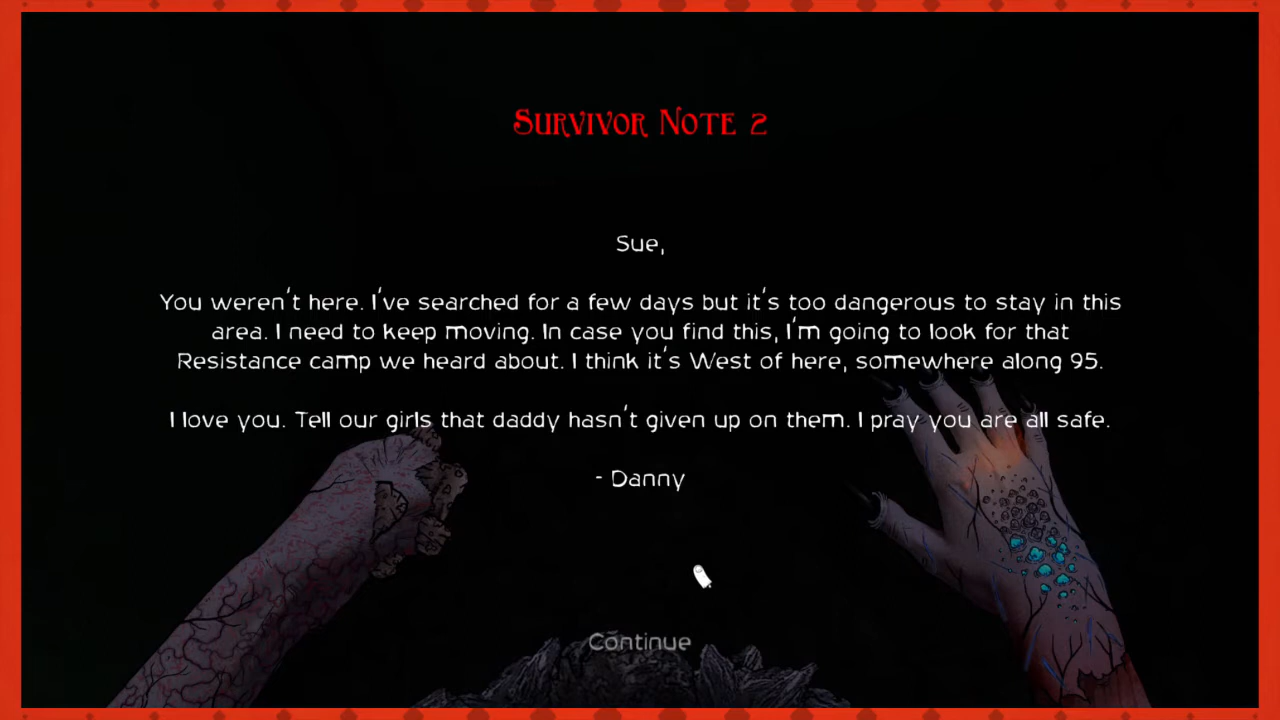 Survivor Note 2
Sue,
You weren't here. I've searched for a few days but it's too dangerous to stay in this
area. I need to keep moving. In case you find this, I'm going to look for that
Resistance camp we heard about. I think it's West of here, somewhere along 95.
I love you. Tell our girls that daddy hasn't given up on them. I pray you are all safe.
- Danny
Continue